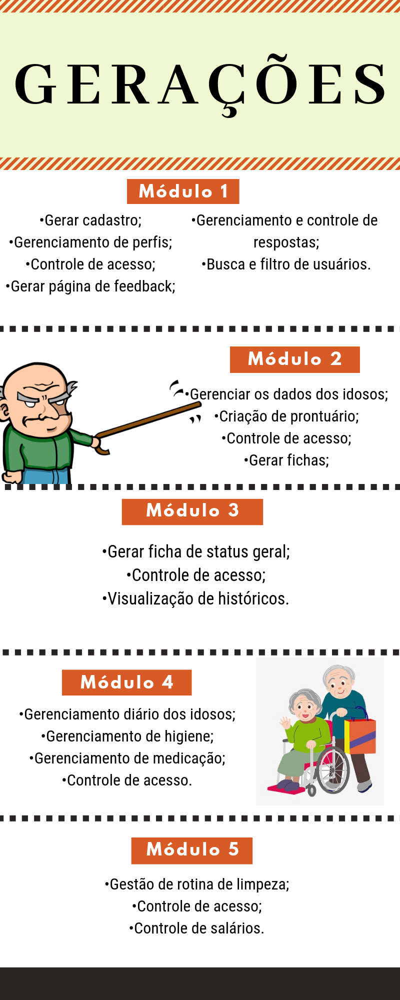 GERAÇÕES
Módulo 1
•Gerar cadastro;
•Gerenciamento de perfis;
•Controle de acesso;
•Gerar página de feedback;
•Gerenciamento e controle de
respostas;
•Busca e filtro de usuários.
Módulo 2
•Gerenciar os dados dos idosos;
•Criação de prontuário;
•Controle de acesso;
•Gerar fichas;
Módulo 3
•Gerar ficha de status geral;
•Controle de acesso;
•Visualização de históricos.
Módulo 4
•Gerenciamento diário dos idosos;
•Gerenciamento de higiene;
•Gerenciamento de medicação;
•Controle de acesso.
Módulo 5
•Gestão de rotina de limpeza;
•Controle de acesso;
•Controle de salários.